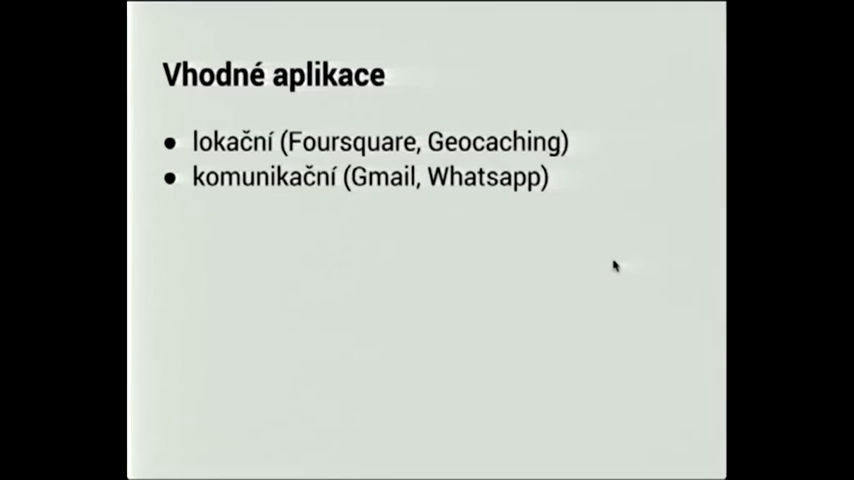 Vhodné aplikace
● lokační (Foursquare, Geocaching)
● komunikační (Gmail, Whatsapp)